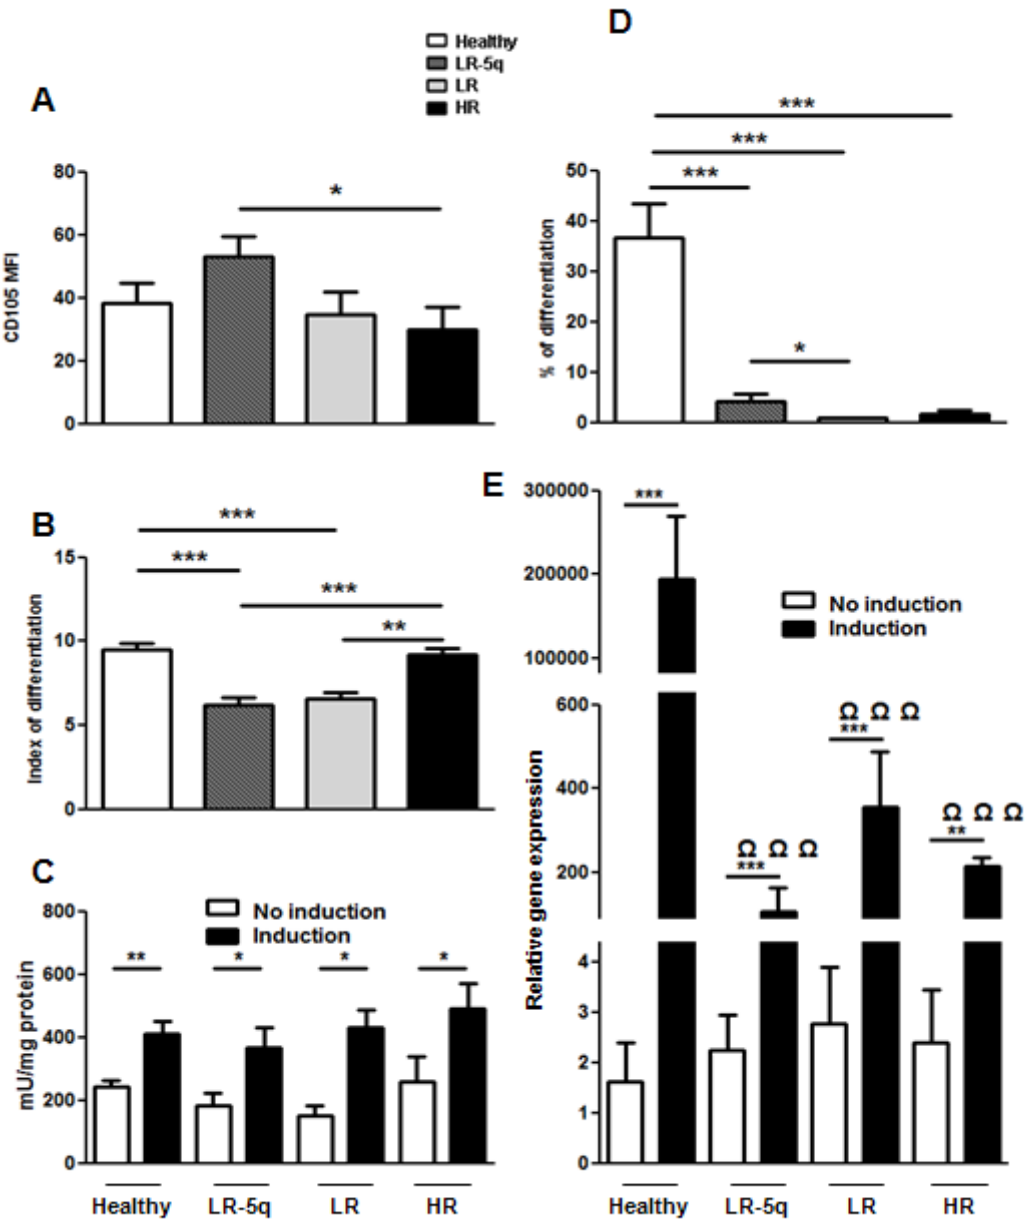 Healthy
LR-5q
LR
HR
A
80
60
40
20
0
CD105 MFI
*
D
***
***
***
*
50
40
30
20
10
0
% of differentiation
B
***
***
***
**
15
10
5
0
Index of differentiation
C
No induction
Induction
800
600
400
200
0
mU/mg protein
**
*
*
*
Healthy
LR-5q
LR
HR
E
300000
200000
100000
600
400
200
4
3
2
1
0
Relative gene expression
No induction
Induction
***
Ω Ω Ω
***
Ω Ω Ω
***
Ω Ω Ω
**
Healthy
LR-5q
LR
HR